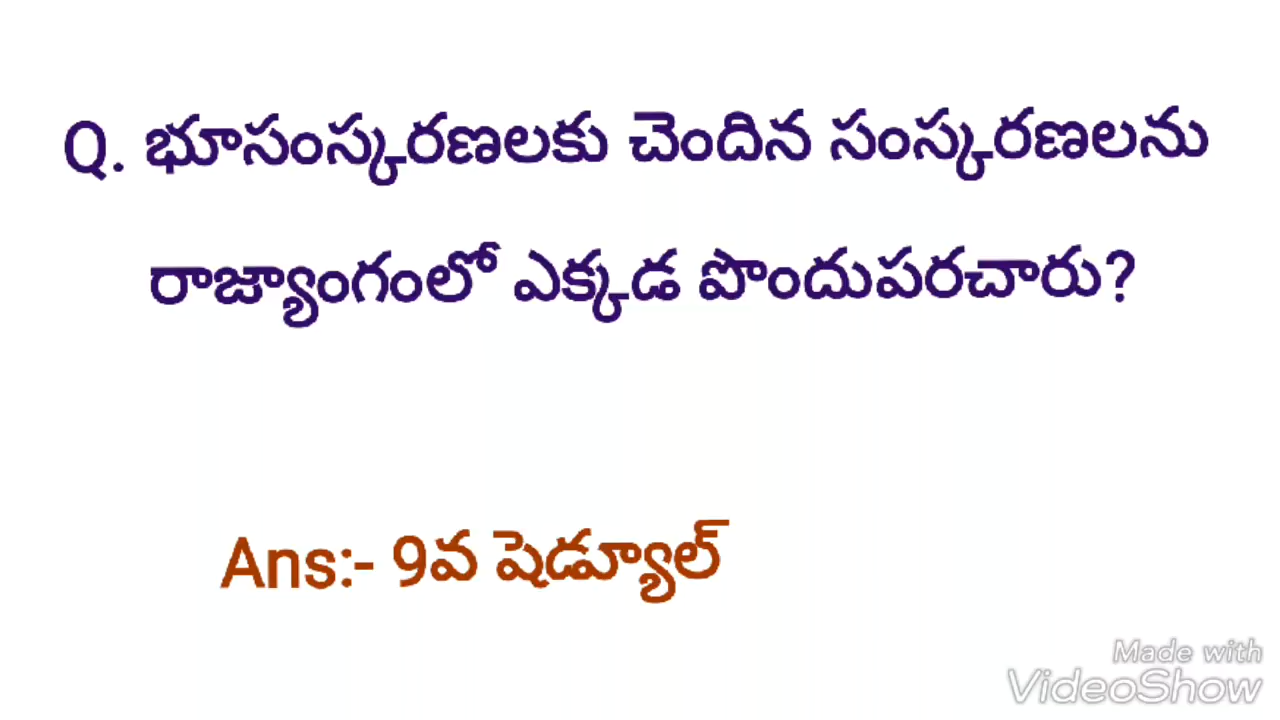 Q. భూసంస్కరణలకు చెందిన సంస్కరణలను
రాజ్యాంగంలో ఎక్కడ పొందుపరచారు?
Ans:- 9వ షెడ్యూల్
Made with
VideoShow